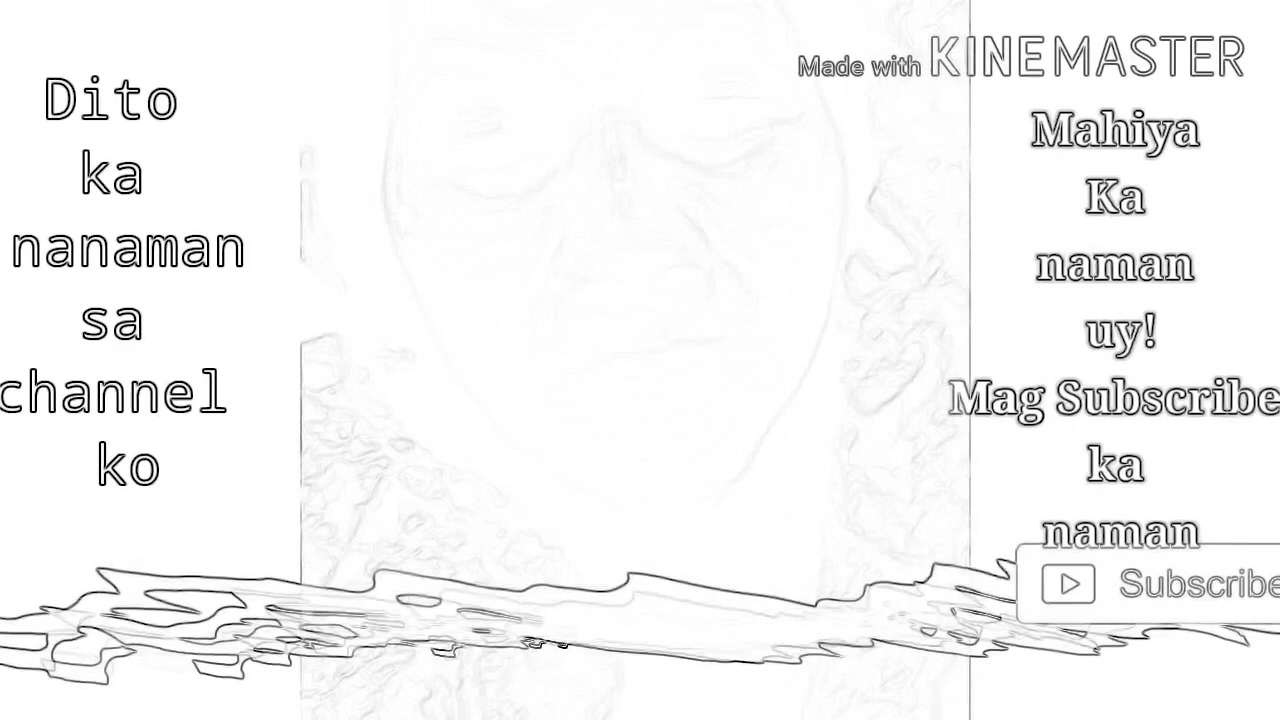 Dito
ka
nanaman
sa
channel
ko
Made with KINEMASTER
Mahiya
Ka
naman
uy!
Mag Subscribe
ka
naman
Subscribe